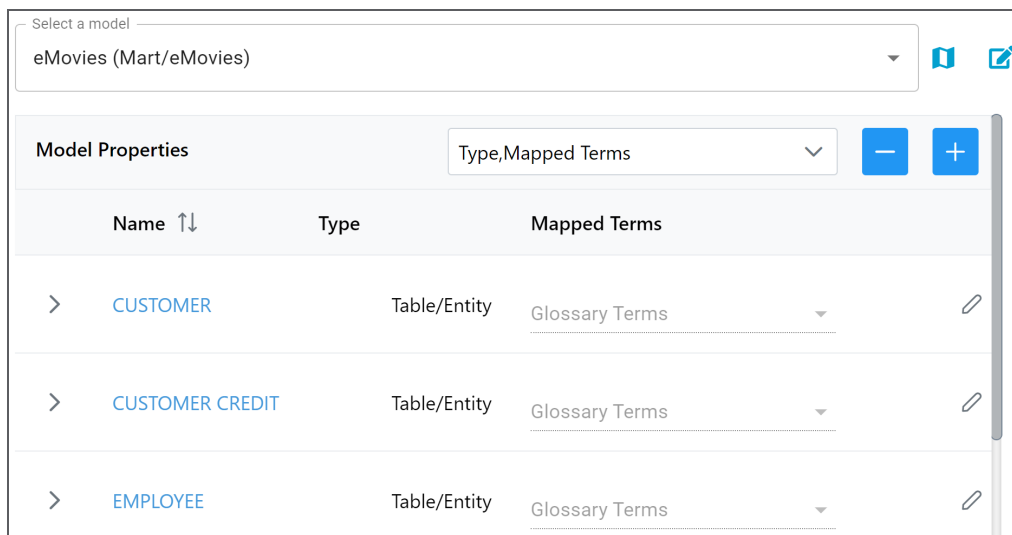 Select a model
eMovies (Mart/eMovies)
Model Properties
Type,Mapped Terms
Name Type Mapped Terms
CUSTOMER Table/Entity Glossary Terms
CUSTOMER CREDIT Table/Entity Glossary Terms
EMPLOYEE Table/Entity Glossary Terms